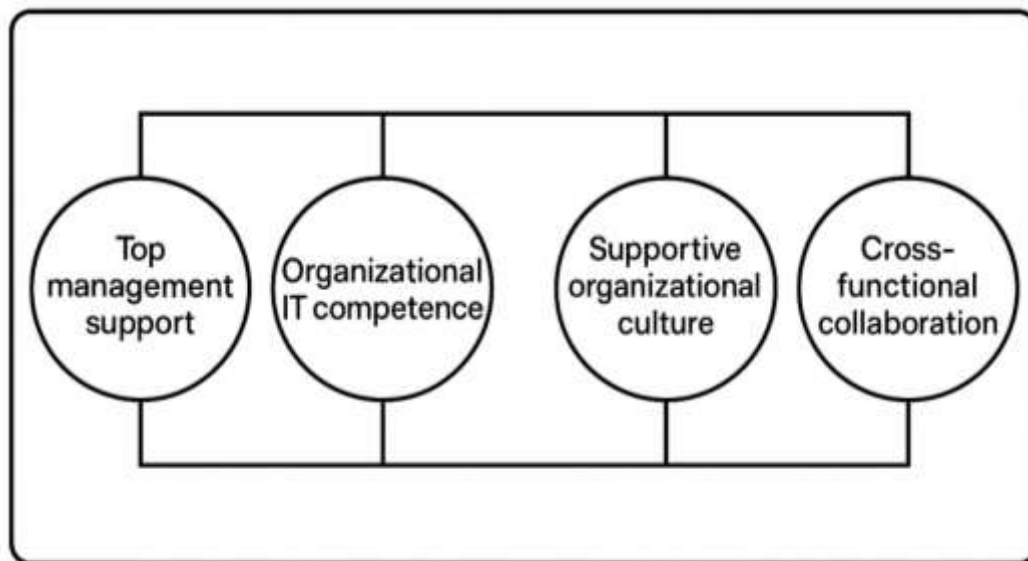 Top
management
support
Organizational
IT competence
Supportive
organizational
culture
Cross-
functional
collaboration